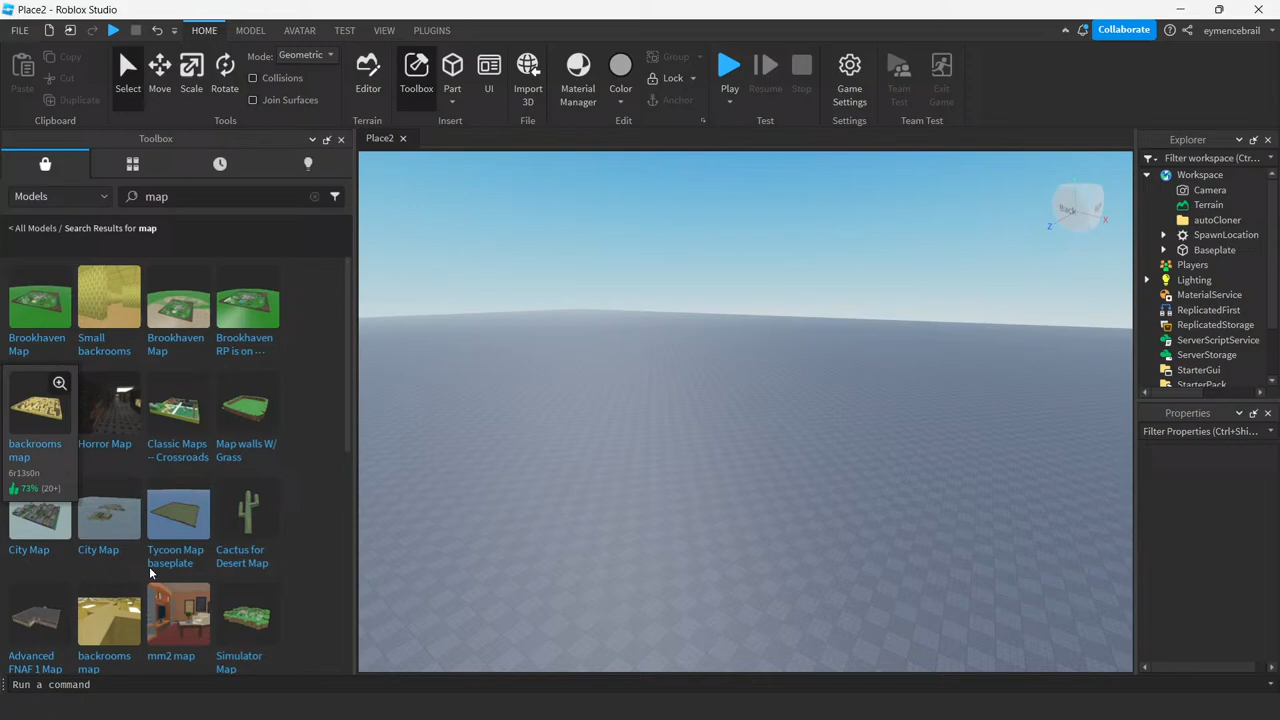 Place2 - Roblox Studio
FILE
HOME
MODEL
AVATAR
TEST
VIEW
PLUGINS
Collaborate
eymencebrail
Paste
Copy
Cut
Duplicate
Clipboard
Select
Move
Scale
Rotate
Mode: Geometric
Collisions
Join Surfaces
Tools
Editor
Terrain
Toolbox
Part
UI
Insert
Import
3D
File
Material
Manager
Color
Group
Lock
Anchor
Edit
Play
Resume
Stop
Test
Game
Settings
Settings
Team
Test
Exit
Game
Team Test
Toolbox
Models
map
< All Models / Search Results for map
Brookhaven
Map
Small
backrooms
Brookhaven
Map
Brookhaven
RP is on ···
backrooms
map
6r13s0n
73% (20+)
Horror Map
Classic Maps
-- Crossroads
Map walls W/
Grass
City Map
City Map
Tycoon Map
baseplate
Cactus for
Desert Map
Advanced
FNAF 1 Map
backrooms
map
mm2 map
Simulator
Map
Place2
Back
Z
X
Explorer
Filter workspace (Ctr...
Workspace
Camera
Terrain
autoCloner
SpawnLocation
Baseplate
Players
Lighting
MaterialService
ReplicatedFirst
ReplicatedStorage
ServerScriptService
ServerStorage
StarterGui
StarterPack
Properties
Filter Properties (Ctrl+Shi...
Run a command